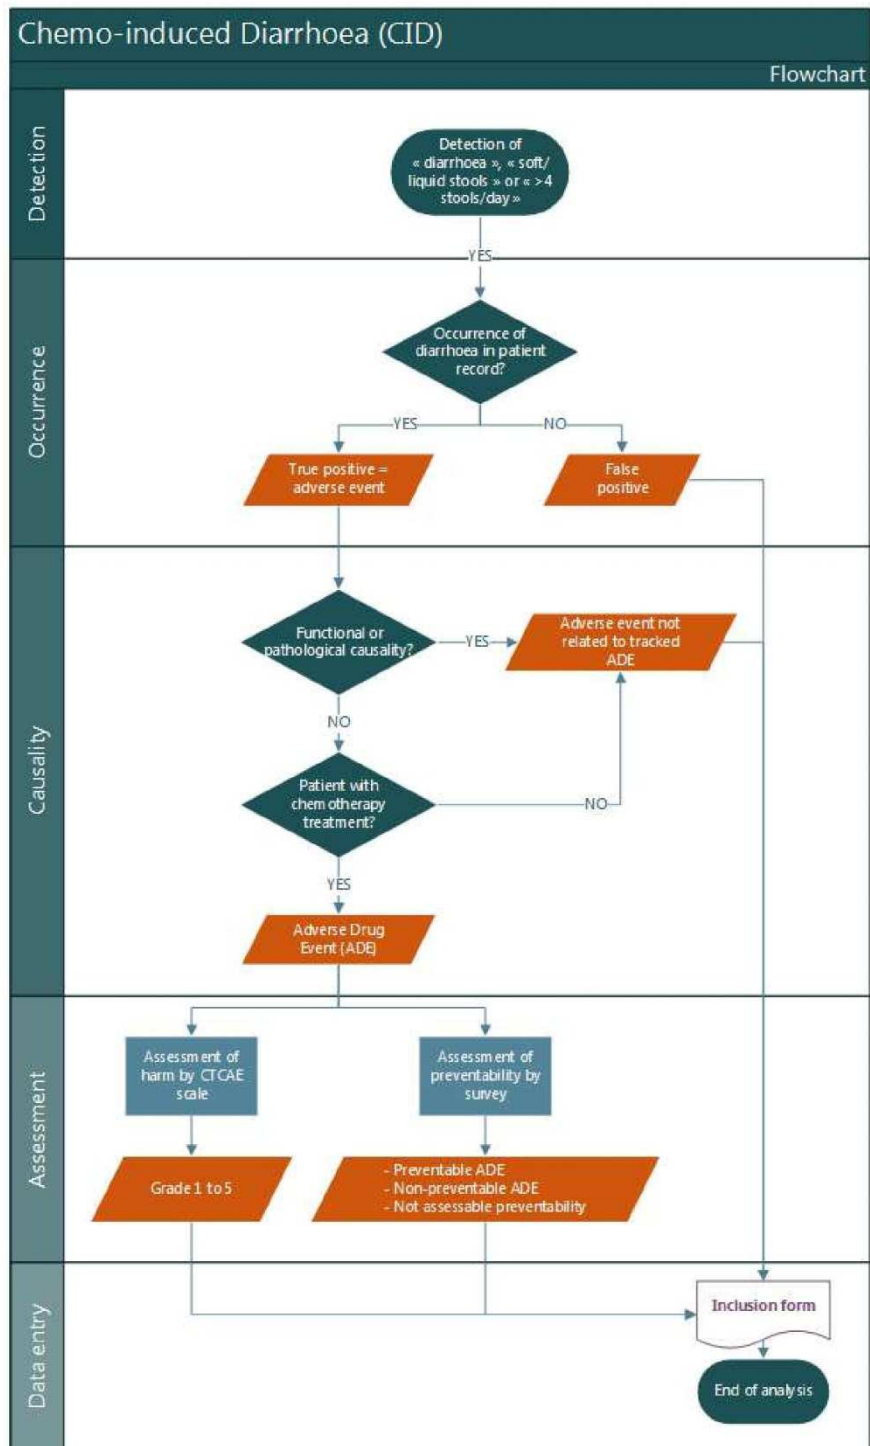 Chemo-induced Diarrhoea (CID)
Flowchart
Detection
Detection of
« diarrhoea », « soft/
liquid stools » or « >4
stools/day »
YES
Occurrence
Occurrence of
diarrhoea in patient
record?
YES
NO
True positive =
adverse event
False
positive
Causality
Functional or
pathological causality?
YES
Adverse event not
related to tracked
ADE
NO
Patient with
chemotherapy
treatment?
NO
YES
Adverse Drug
Event (ADE)
Assessment
Assessment of
harm by CTCAE
scale
Assessment of
preventability by
survey
Grade 1 to 5
- Preventable ADE
- Non-preventable ADE
- Not assessable preventability
Data entry
Inclusion form
End of analysis